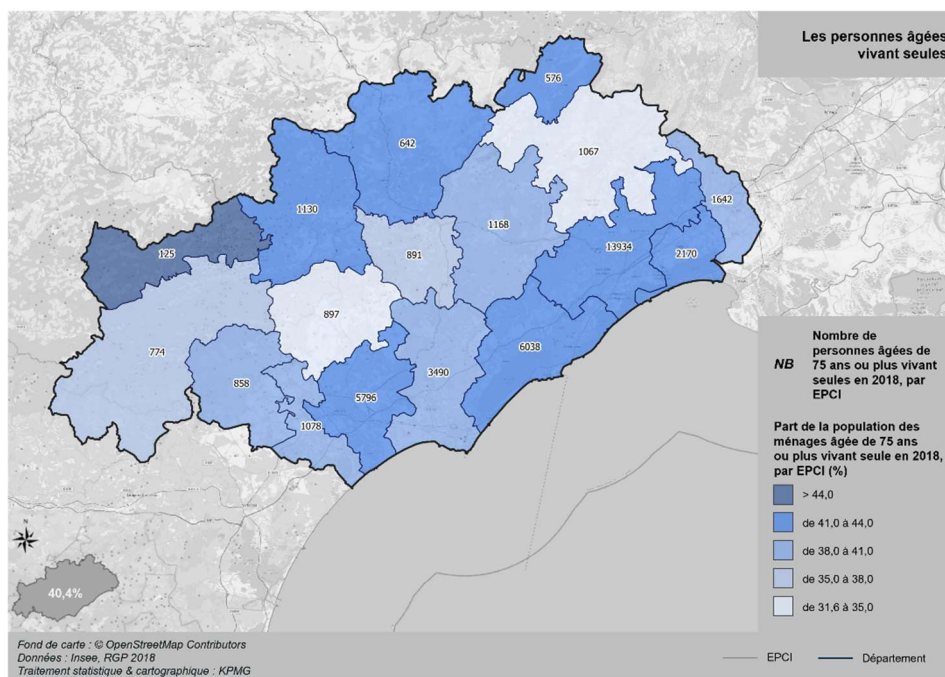 Les personnes âgées
vivant seules
576
642
1067
1130
1642
1168
125
13934
891
2170
897
774
6038
3490
858
5796
1078
NB
Nombre de
personnes âgées de
75 ans ou plus vivant
seules en 2018, par
EPCI
Part de la population des
ménages âgée de 75 ans
ou plus vivant seule en 2018,
par EPCI (%)
> 44,0
de 41,0 à 44,0
de 38,0 à 41,0
de 35,0 à 38,0
de 31,6 à 35,0
N
40,4%
Fond de carte : © OpenStreetMap Contributors
Données : Insee, RGP 2018
Traitement statistique & cartographique : KPMG
EPCI
Département